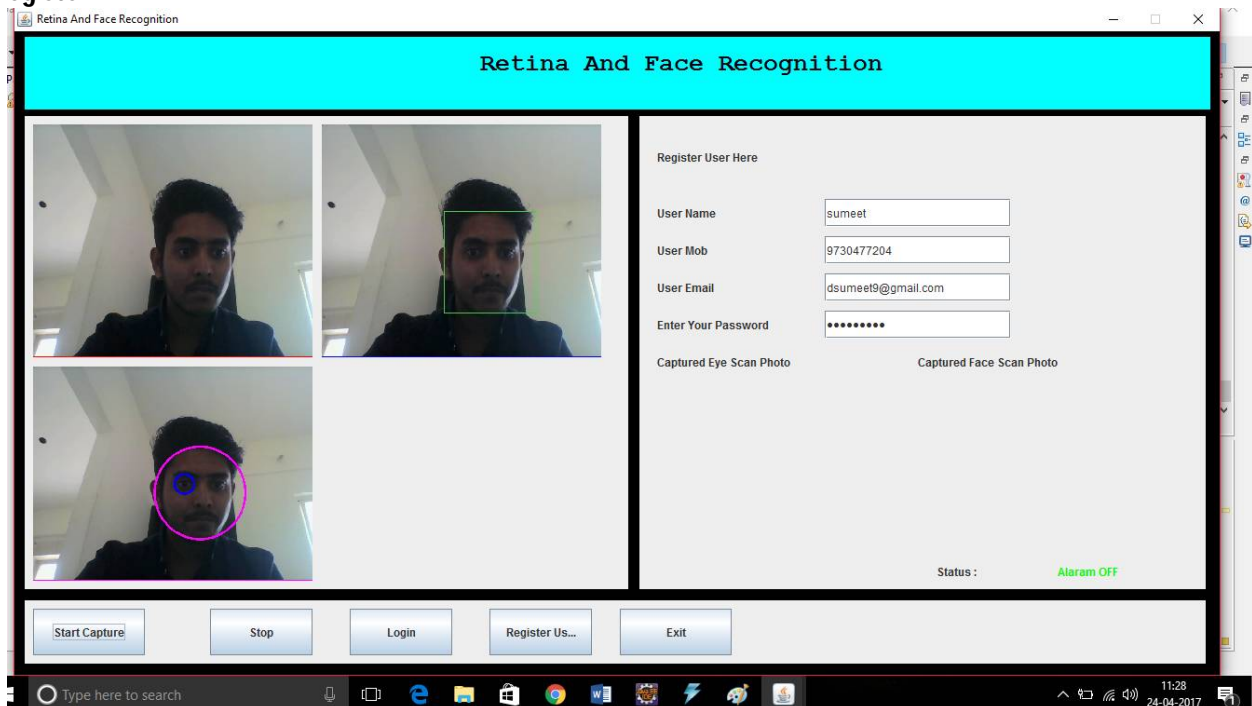 Retina And Face Recognition
Retina And Face Recognition
Register User Here
User Name sumeet
User Mob 9730477204
User Email dsumeet9@gmail.com
Enter Your Password •••••••••
Captured Eye Scan Photo Captured Face Scan Photo
Status : Alaram OFF
Start Capture Stop Login Register Us... Exit
Type here to search
11:28
24-04-2017